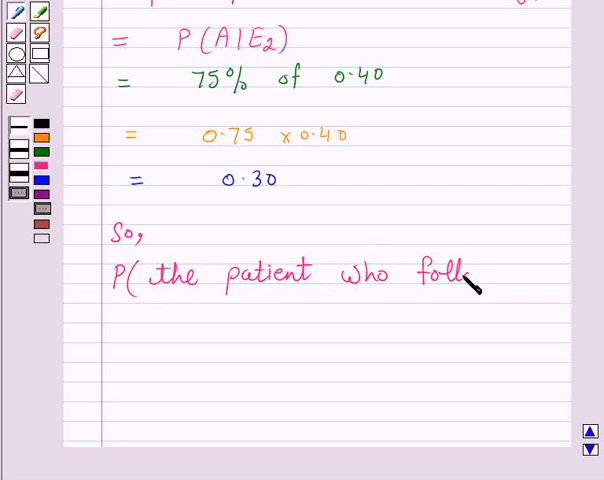 = P(A|E₂)
= 75% of 0.40
= 0.75 x 0.40
= 0.30
So,
P( the patient who foll